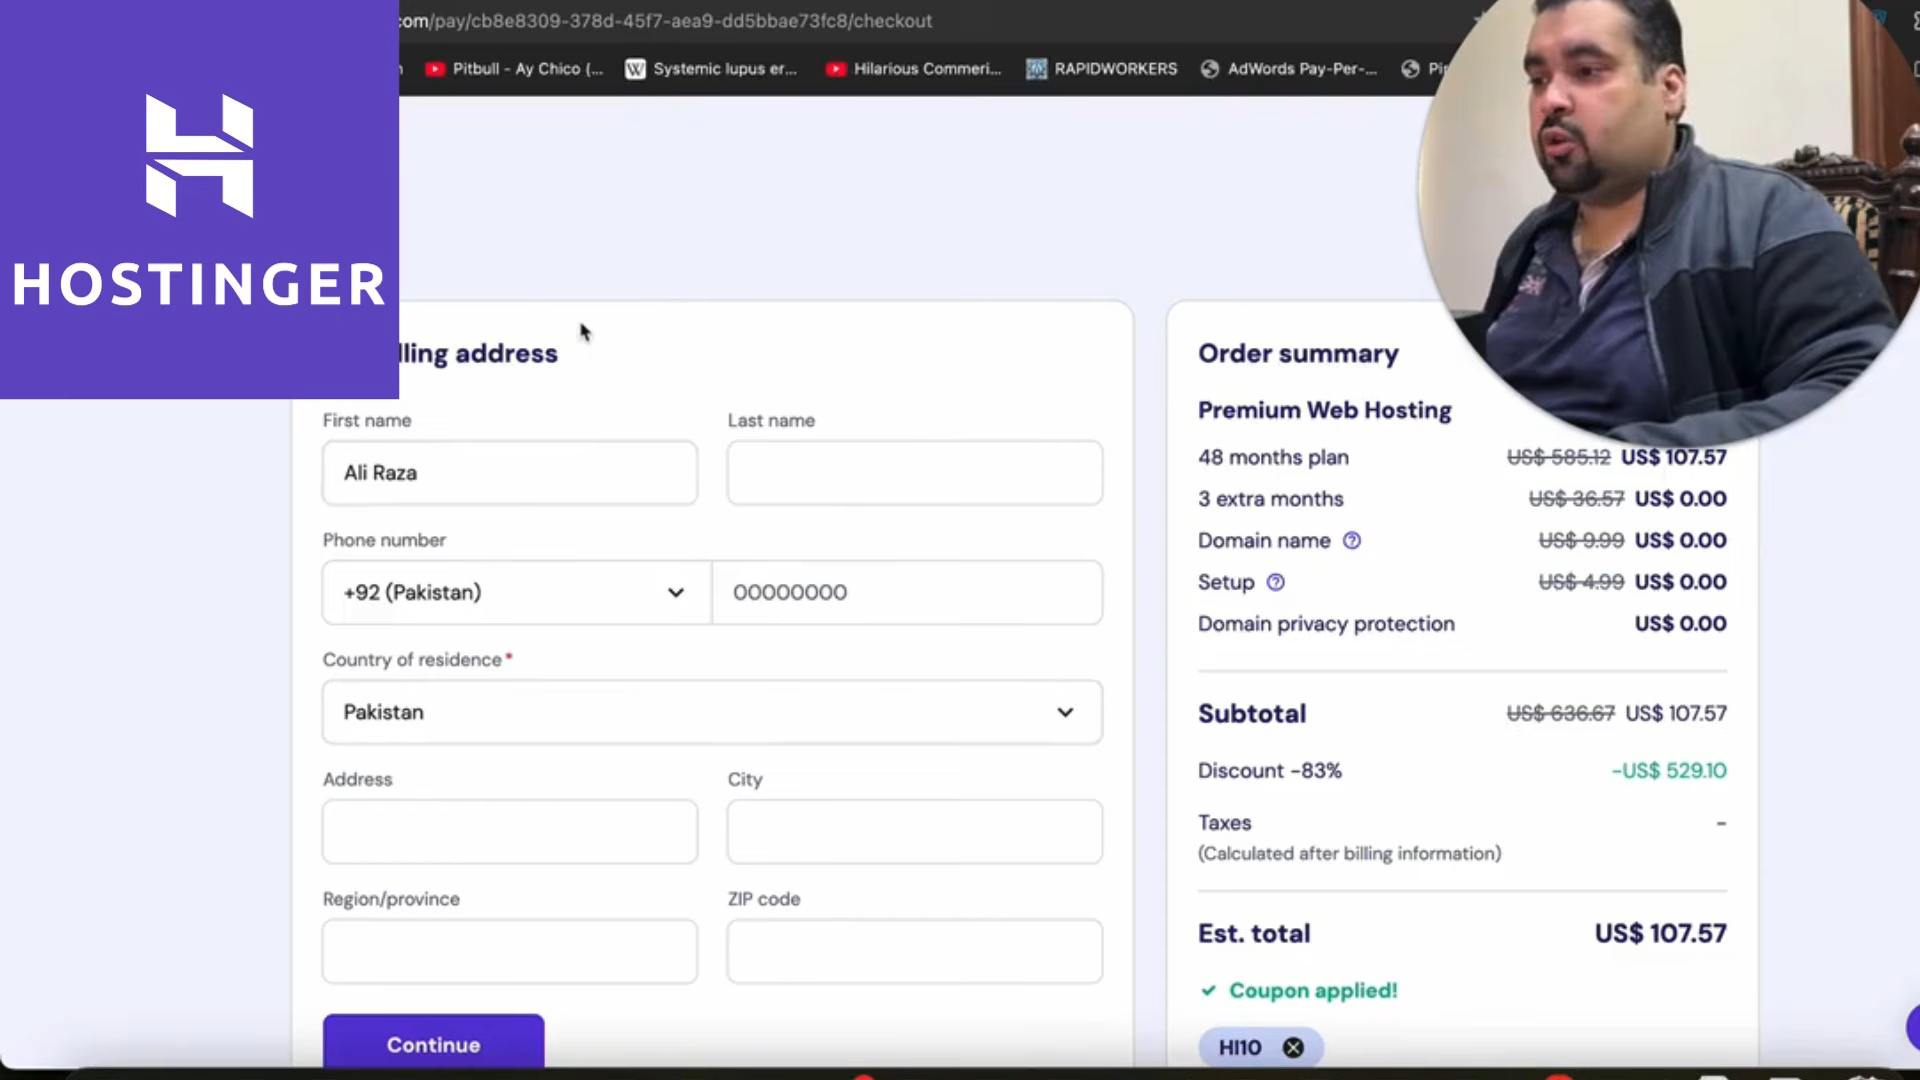 com/pay/cb8e8309-378d-45f7-aea9-dd5bbae73fc8/checkout
Pitbull - Ay Chico (...
Systemic lupus er...
Hilarious Commeri...
RAPIDWORKERS
AdWords Pay-Per-...
HOSTINGER
lling address
First name
Last name
Ali Raza
Phone number
+92 (Pakistan)
00000000
Country of residence*
Pakistan
Address
City
Region/province
ZIP code
Continue
Order summary
Premium Web Hosting
48 months plan US$ 585.12 US$ 107.57
3 extra months US$ 36.57 US$ 0.00
Domain name US$ 9.99 US$ 0.00
Setup US$ 4.99 US$ 0.00
Domain privacy protection US$ 0.00
Subtotal US$ 636.67 US$ 107.57
Discount -83% -US$ 529.10
Taxes -
(Calculated after billing information)
Est. total US$ 107.57
Coupon applied!
HI10